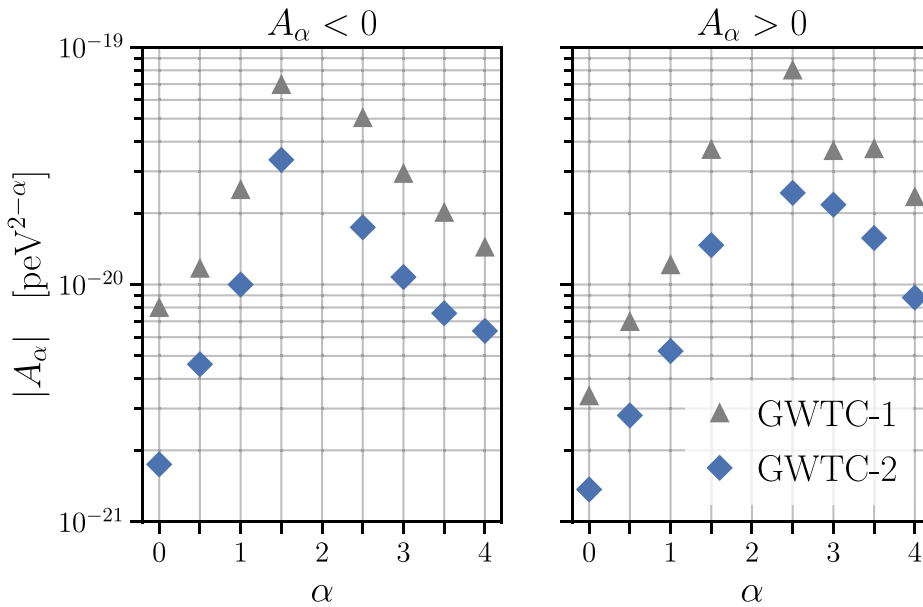 A_α < 0
A_α > 0
|A_α| [peV^{2−α}]
10^{−19}
10^{−20}
10^{−21}
0 1 2 3 4
α
0 1 2 3 4
α
GWTC-1
GWTC-2